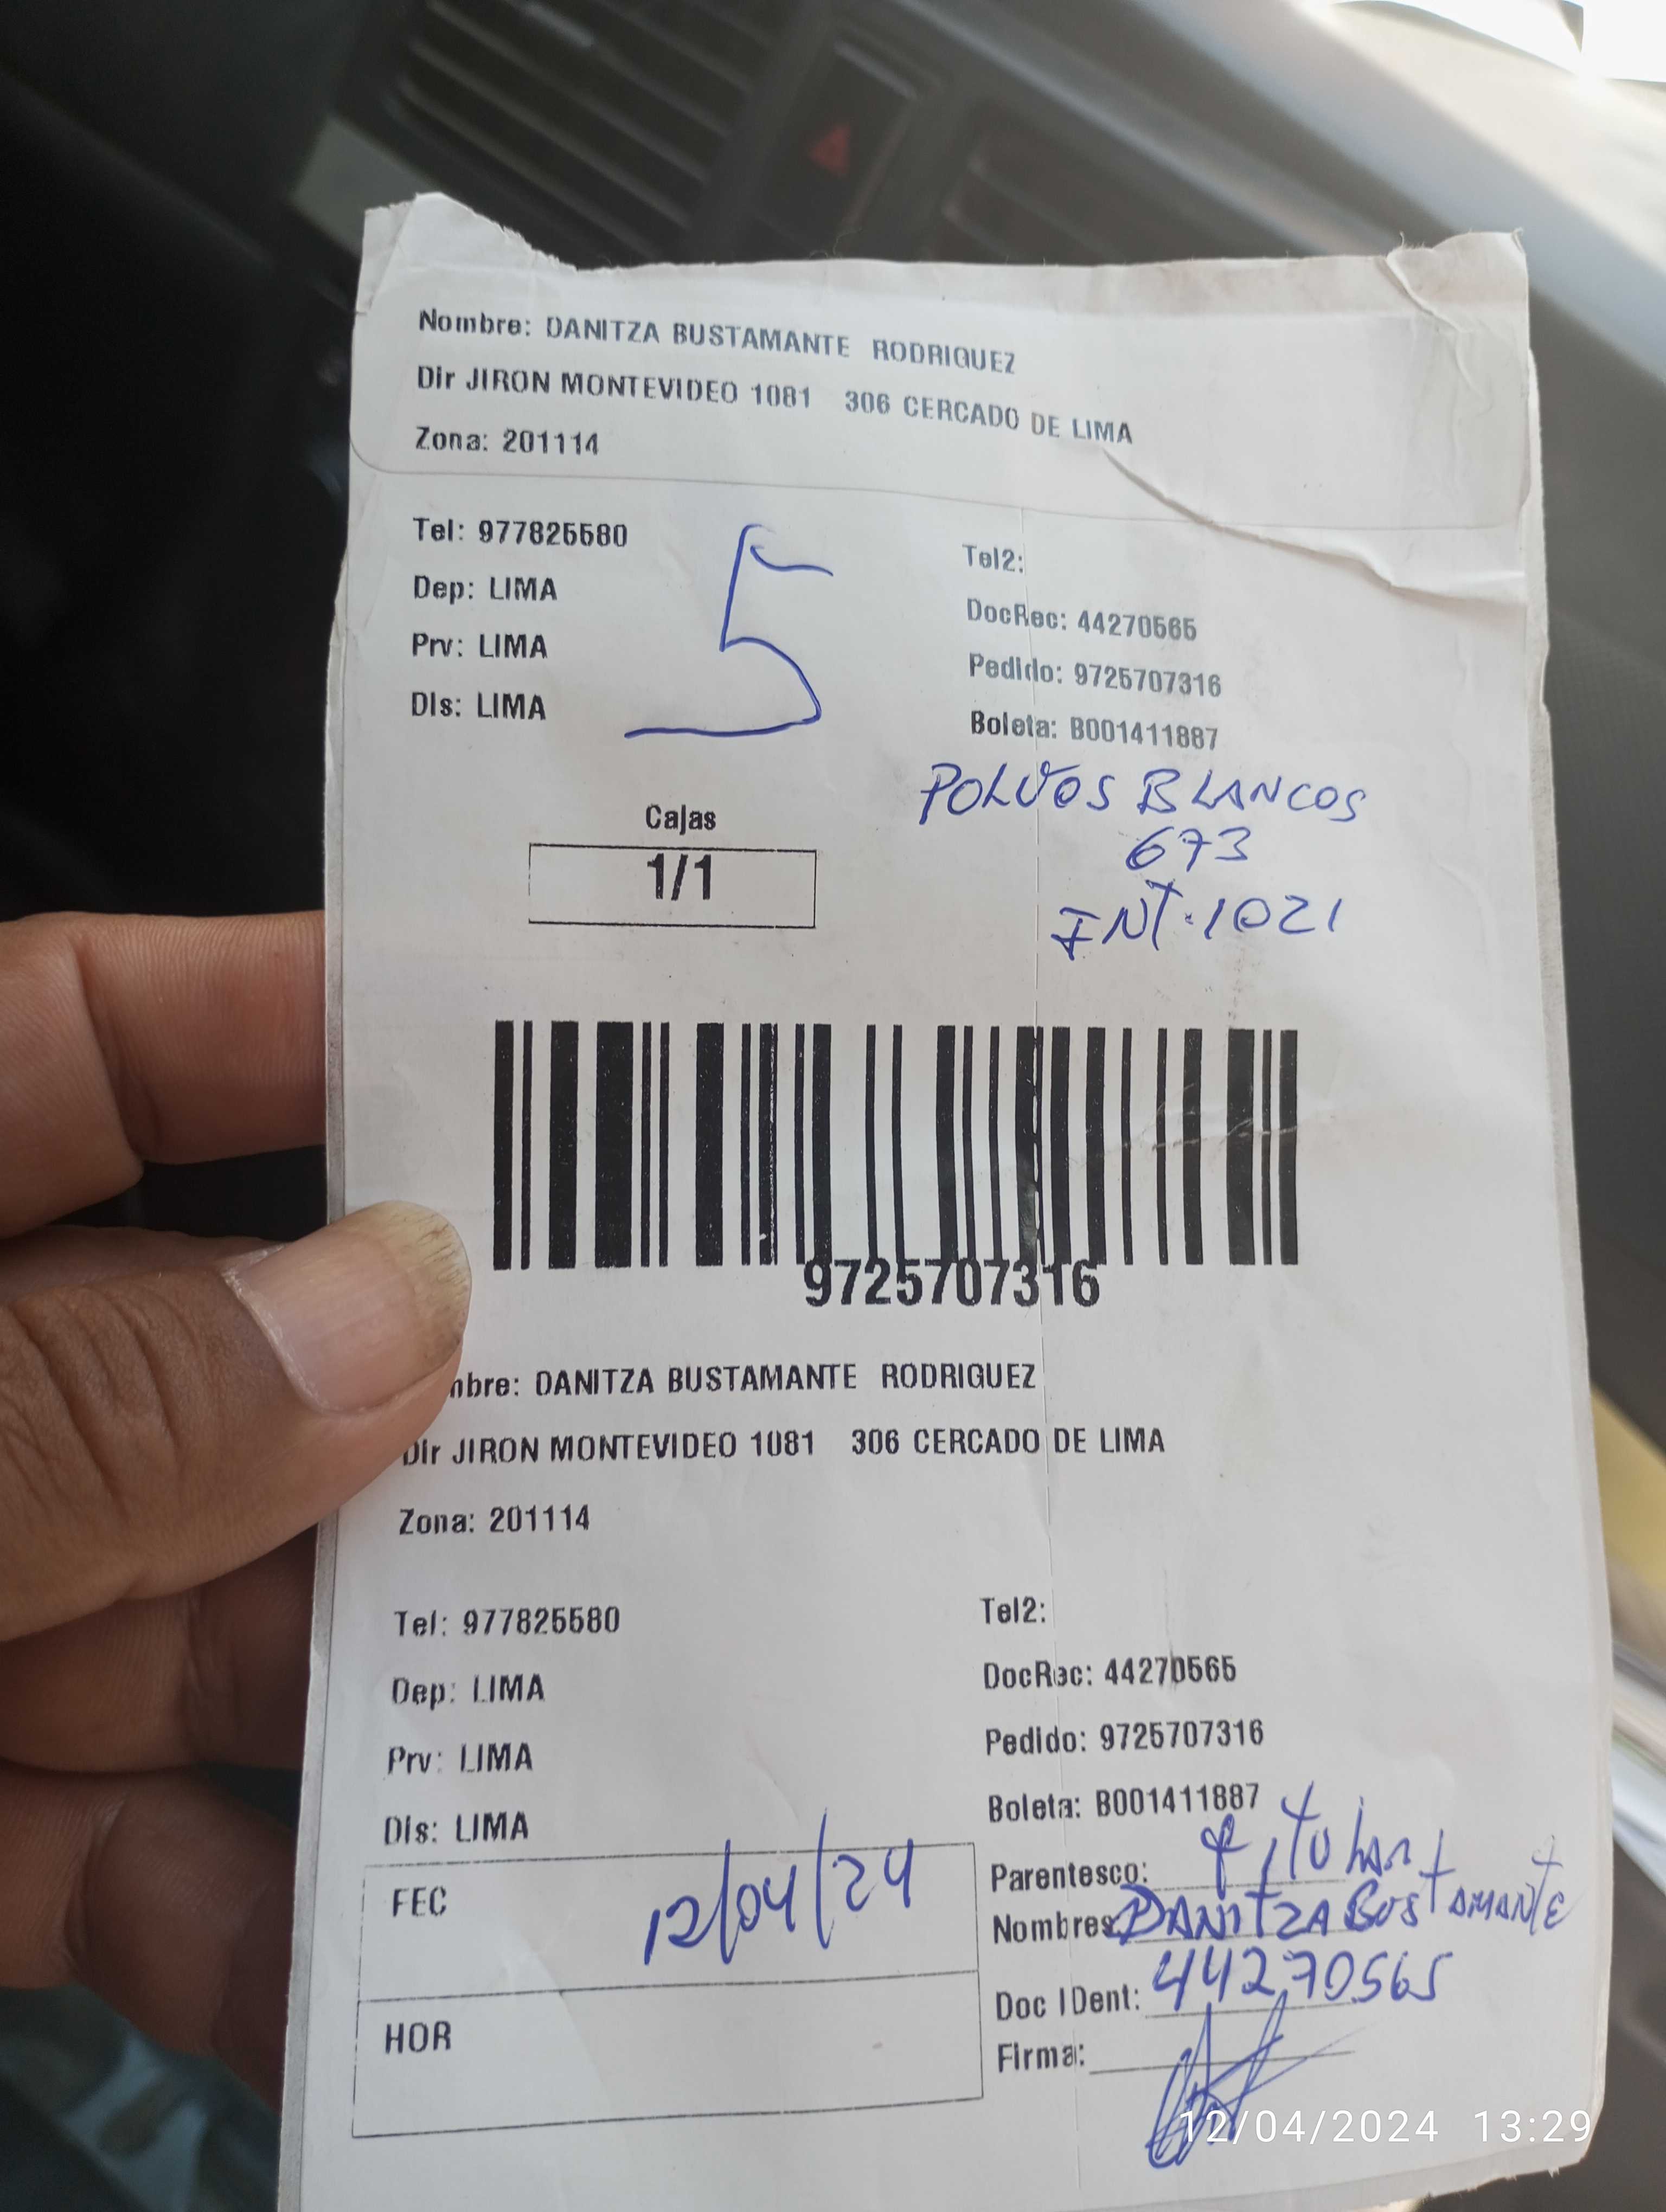 Nombre: DANITZA BUSTAMANTE RODRIGUEZ
Dir JIRON MONTEVIDEO 1081 306 CERCADO DE LIMA
Zona: 201114
Tel: 977825580
Tel2:
Dep: LIMA
DocRec: 44270565
Prv: LIMA
Pedido: 9725707316
Dis: LIMA
Boleta: B001411887
5
POLVOS BLANCOS
673
INT.1021
Cajas
1/1
9725707316
mbre: DANITZA BUSTAMANTE RODRIGUEZ
Dir JIRON MONTEVIDEO 1081 306 CERCADO DE LIMA
Zona: 201114
Tel: 977825580
Tel2:
Dep: LIMA
DocRec: 44270565
Prv: LIMA
Pedido: 9725707316
Dis: LIMA
Boleta: B001411887
FEC 12/04/24
Parentesco: titular
Nombres DANITZA BUSTAMANTE
Doc IDent: 44270565
HOR
Firma:
12/04/2024 13:29